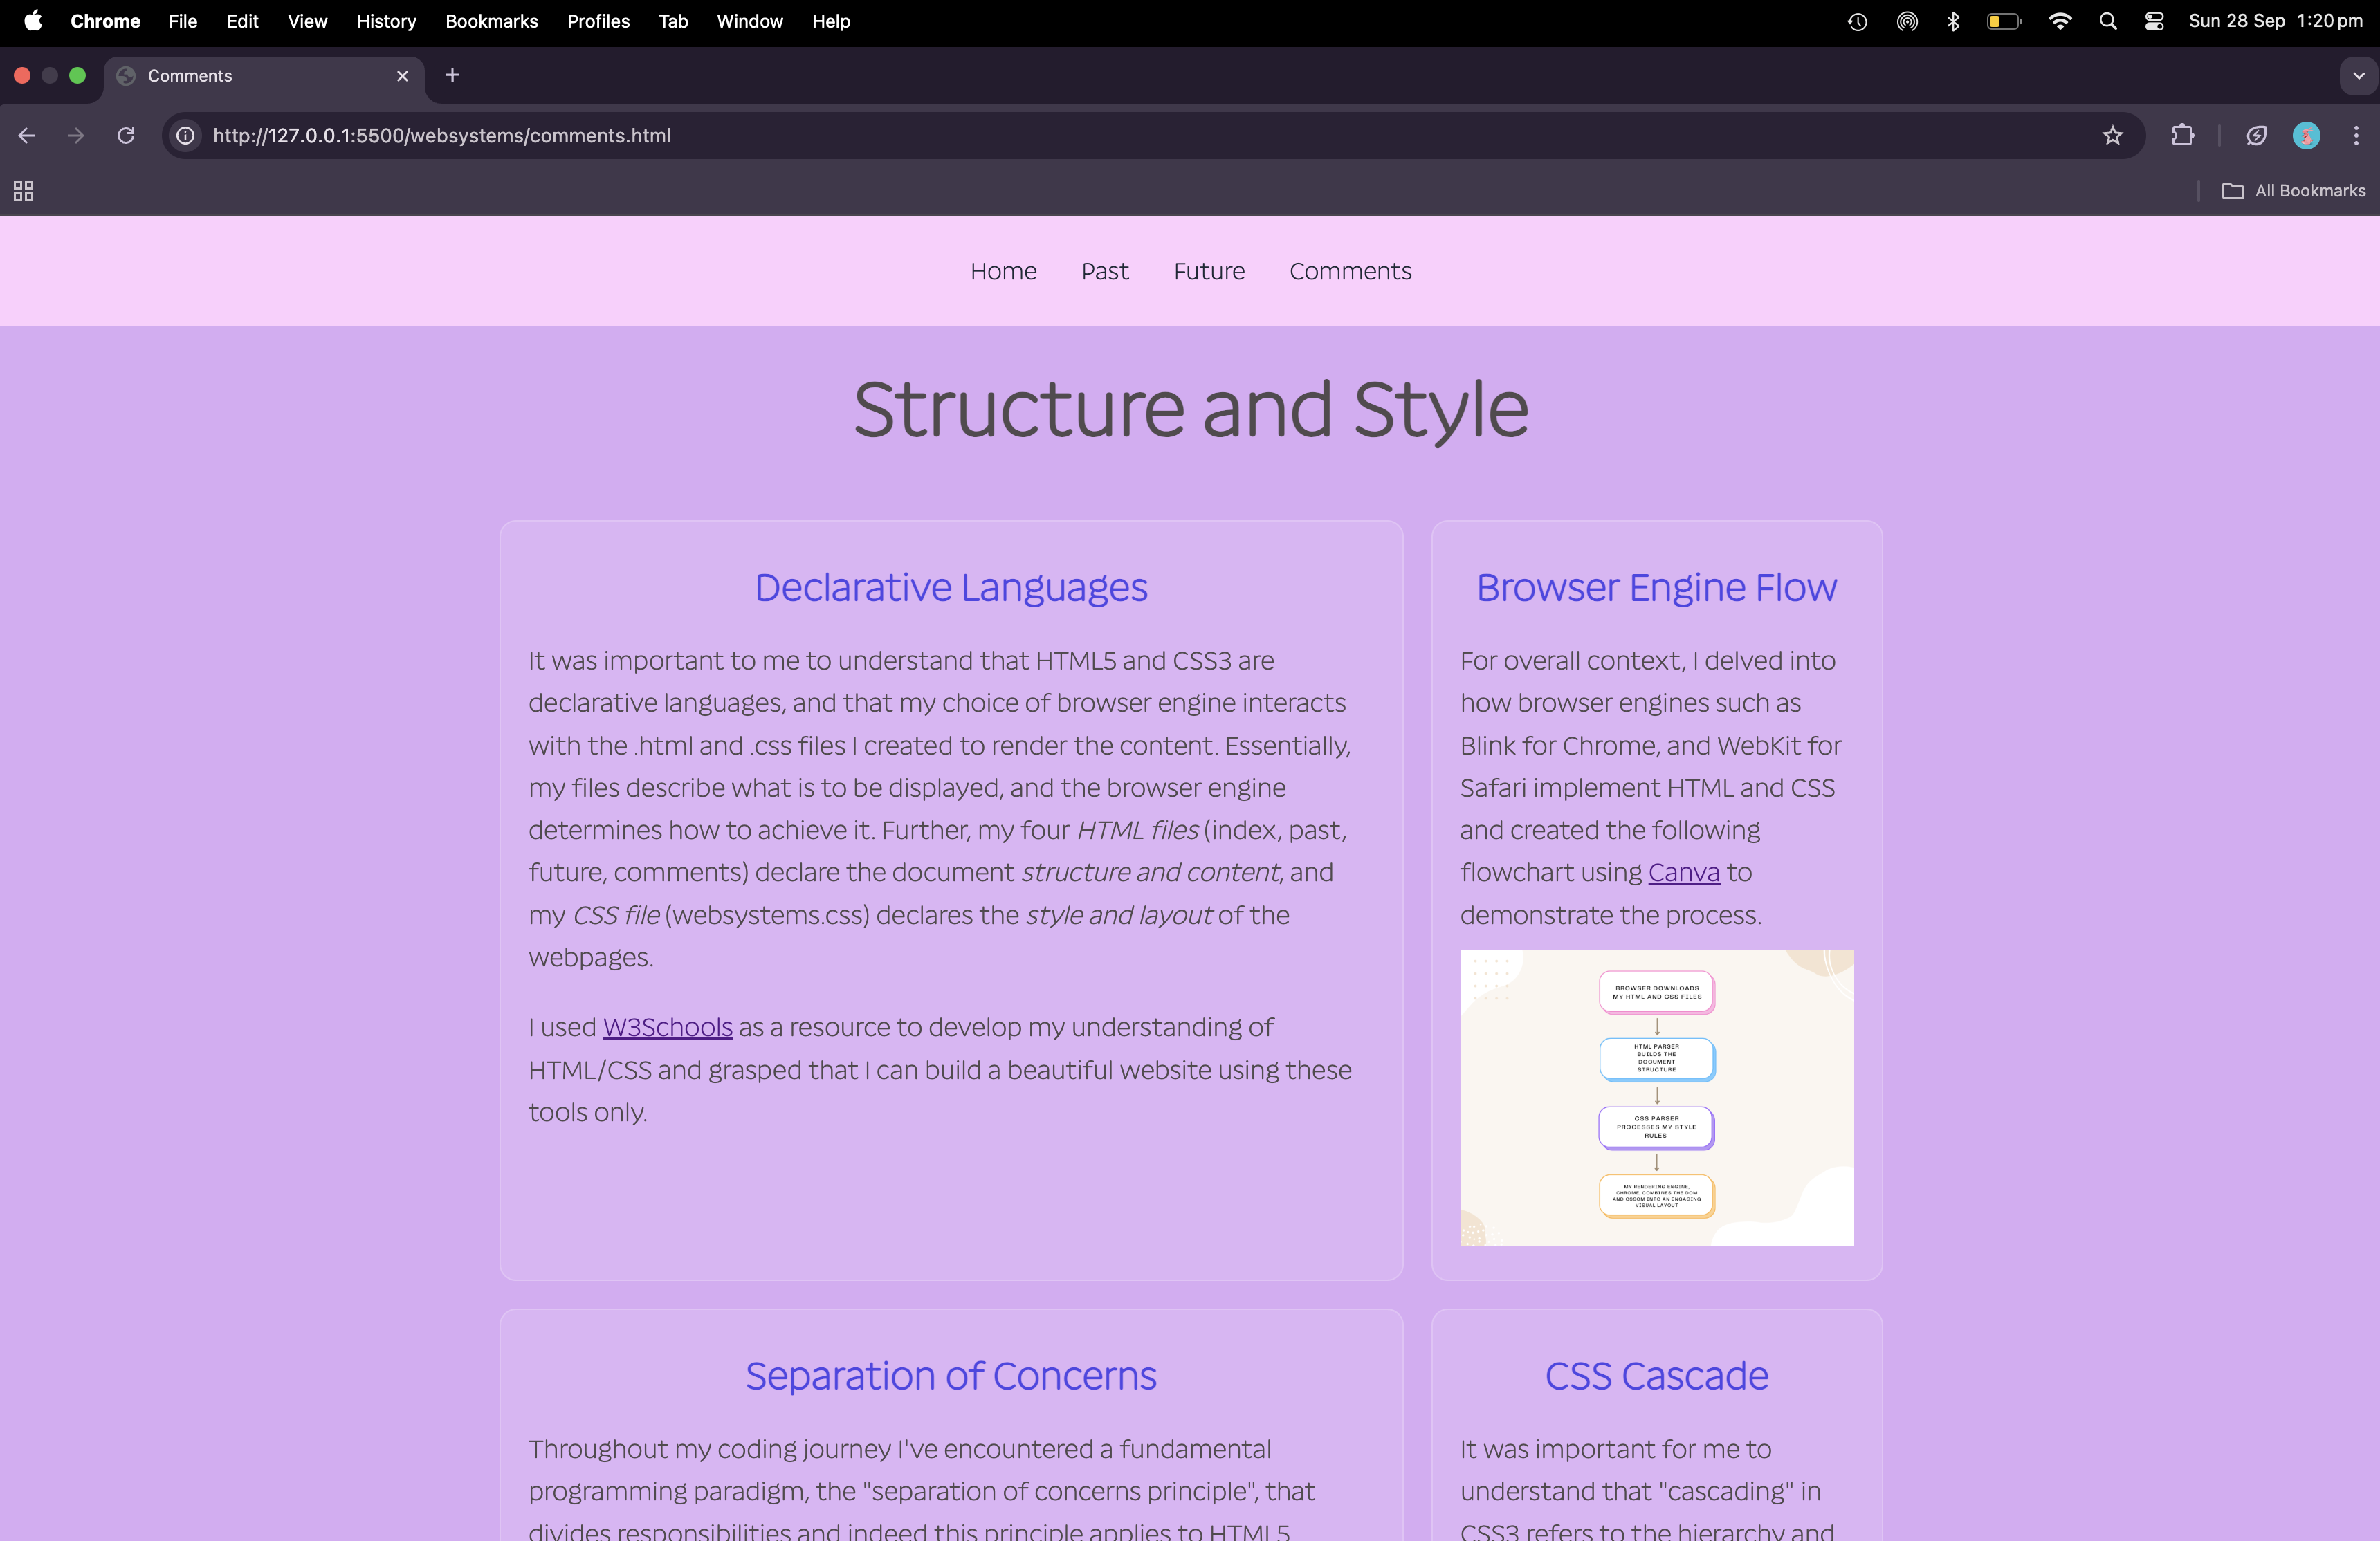 Chrome File Edit View History Bookmarks Profiles Tab Window Help Sun 28 Sep 1:20 pm
Comments
http://127.0.0.1:5500/websystems/comments.html
All Bookmarks
Home Past Future Comments
Structure and Style
Declarative Languages
It was important to me to understand that HTML5 and CSS3 are
declarative languages, and that my choice of browser engine interacts
with the .html and .css files I created to render the content. Essentially,
my files describe what is to be displayed, and the browser engine
determines how to achieve it. Further, my four HTML files (index, past,
future, comments) declare the document structure and content, and
my CSS file (websystems.css) declares the style and layout of the
webpages.
I used W3Schools as a resource to develop my understanding of
HTML/CSS and grasped that I can build a beautiful website using these
tools only.
Browser Engine Flow
For overall context, I delved into
how browser engines such as
Blink for Chrome, and WebKit for
Safari implement HTML and CSS
and created the following
flowchart using Canva to
demonstrate the process.
BROWSER DOWNLOADS
MY HTML AND CSS FILES
HTML PARSER
BUILDS THE
DOCUMENT
STRUCTURE
CSS PARSER
PROCESSES MY STYLE
RULES
MY RENDERING ENGINE,
CHROME, COMBINES THE DOM
AND CSSOM INTO AN ENGAGING
VISUAL LAYOUT
Separation of Concerns
Throughout my coding journey I've encountered a fundamental
programming paradigm, the "separation of concerns principle", that
divides responsibilities and indeed this principle applies to HTML5
CSS Cascade
It was important for me to
understand that "cascading" in
CSS3 refers to the hierarchy and